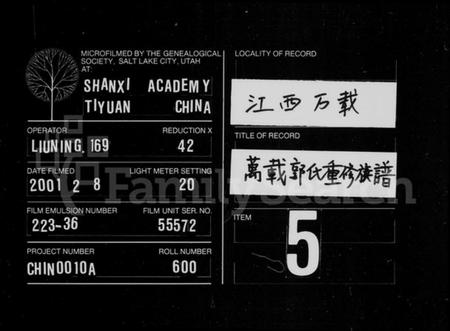 MICROFILMED BY THE GENEALOGICAL
SOCIETY, SALT LAKE CITY, UTAH
AT:
SHANXI ACADEMY
TIYUAN CHINA
OPERATOR
LIUNING, 169
REDUCTION X
42
DATE FILMED
2001 2 8
LIGHT METER SETTING
20
FILM EMULSION NUMBER
223-36
FILM UNIT SER. NO.
55572
PROJECT NUMBER
CHIN0010A
ROLL NUMBER
600
LOCALITY OF RECORD
江西万载
TITLE OF RECORD
萬載郭氏重修族譜
ITEM
5
FamilySearch